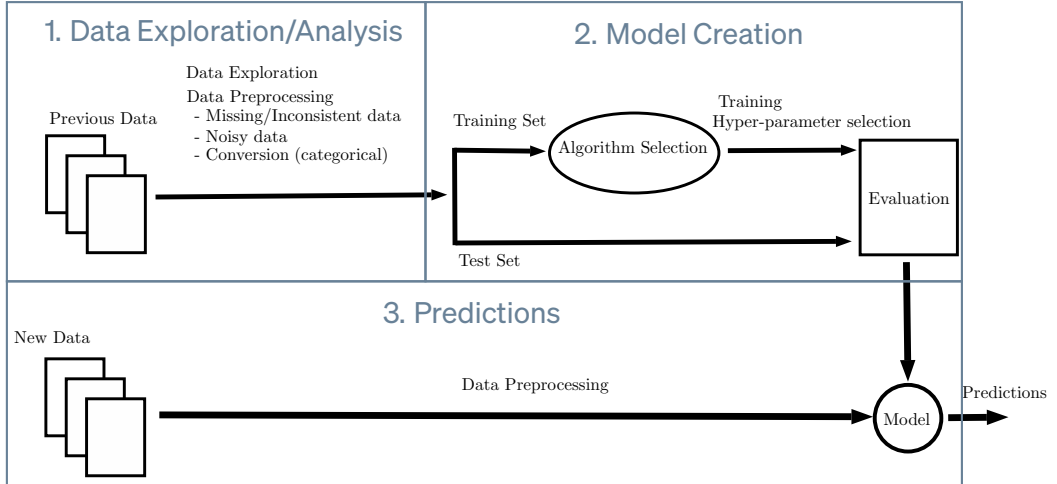 1. Data Exploration/Analysis
Data Exploration
Data Preprocessing
- Missing/Inconsistent data
- Noisy data
- Conversion (categorical)
Previous Data
2. Model Creation
Training Set
Algorithm Selection
Training
Hyper-parameter selection
Evaluation
Test Set
3. Predictions
New Data
Data Preprocessing
Model
Predictions